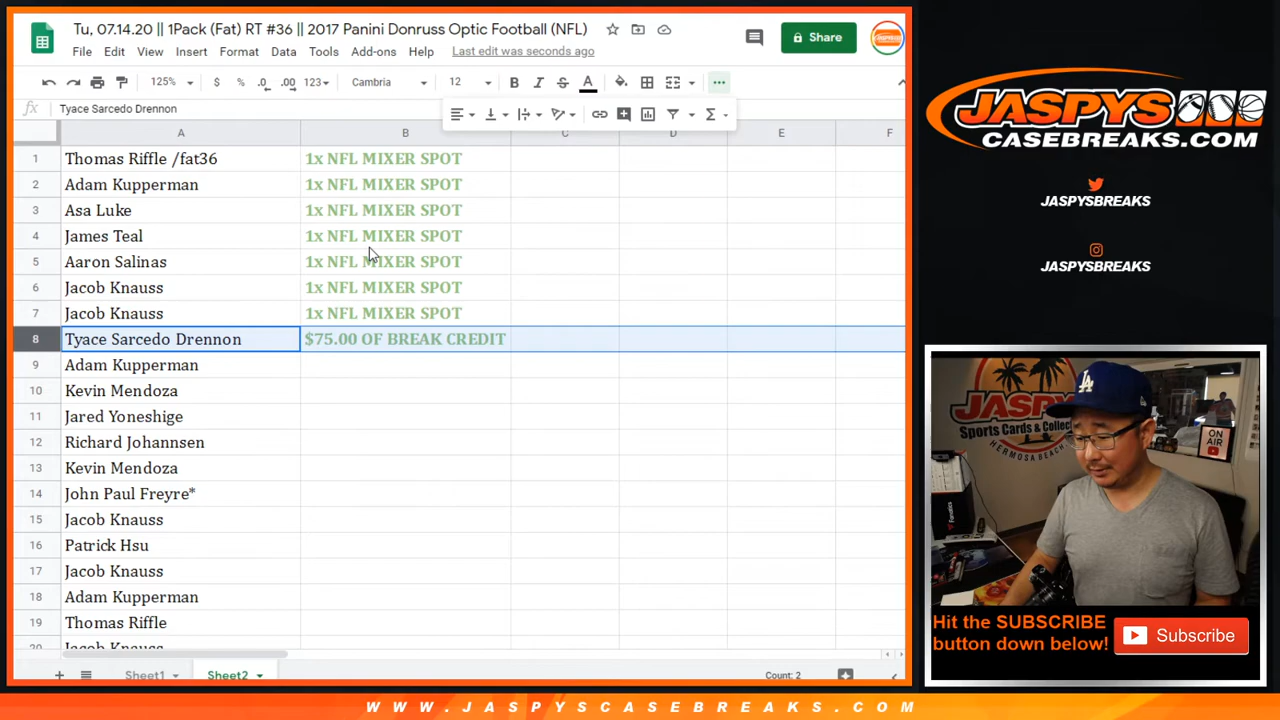 Tu, 07.14.20 || 1Pack (Fat) RT #36 || 2017 Panini Donruss Optic Football (NFL)
File Edit View Insert Format Data Tools Add-ons Help Last edit was seconds ago
Share
125% $ % .0 .00 123 Cambria 12 B I S A
fx Tyace Sarcedo Drennon
A B C D E F
1 Thomas Riffle /fat36 1x NFL MIXER SPOT
2 Adam Kupperman 1x NFL MIXER SPOT
3 Asa Luke 1x NFL MIXER SPOT
4 James Teal 1x NFL MIXER SPOT
5 Aaron Salinas 1x NFL MIXER SPOT
6 Jacob Knauss 1x NFL MIXER SPOT
7 Jacob Knauss 1x NFL MIXER SPOT
8 Tyace Sarcedo Drennon $75.00 OF BREAK CREDIT
9 Adam Kupperman
10 Kevin Mendoza
11 Jared Yoneshige
12 Richard Johannsen
13 Kevin Mendoza
14 John Paul Freyre*
15 Jacob Knauss
16 Patrick Hsu
17 Jacob Knauss
18 Adam Kupperman
19 Thomas Riffle
20 Jacob Knauss
Sheet1 Sheet2 Count: 2
JASPYS
CASEBREAKS.COM
JASPYSBREAKS
JASPYSBREAKS
JASPYS
Sports Cards & Collec
HERMOSA BEACH
LA
ON AIR
Fanatics
Hit the SUBSCRIBE
button down below!
Subscribe
WWW.JASPYSCASEBREAKS.COM